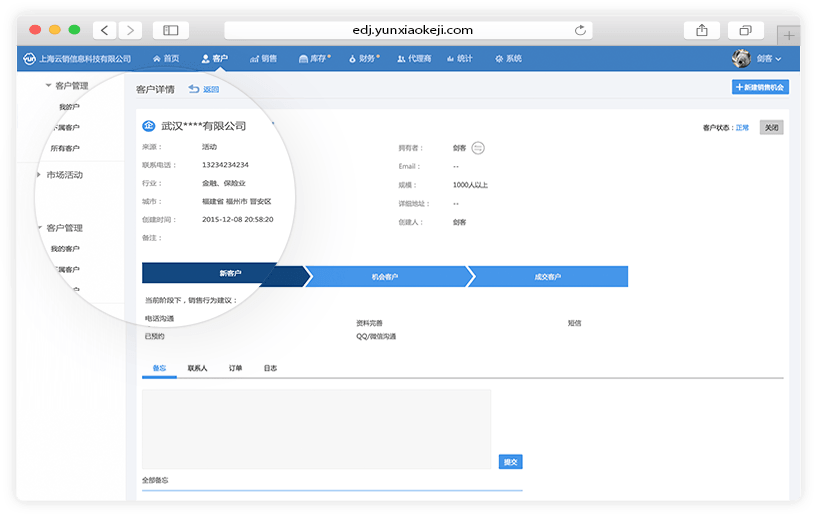 edj.yunxiaokeji.com
上海云销信息科技有限公司 首页 客户 销售 库存 财务 代理商 统计 系统 剑客
客户管理
我的户
属客户
所有客户
市场活动
客户管理
我的客户
属客户
户
客户详情 返回 新建销售机会
武汉****有限公司 客户状态：正常 关闭
来源： 活动 拥有者： 剑客
联系电话： 13234234234 Email： --
行业： 金融、保险业 规模： 1000人以上
城市： 福建省 福州市 晋安区 详细地址： --
创建时间： 2015-12-08 20:58:20 创建人： 剑客
备注：
新客户 机会客户 成交客户
当前阶段下，销售行为建议：
电话沟通 资料完善 短信
已预约 QQ/微信沟通
备忘 联系人 订单 日志
提交
全部备忘